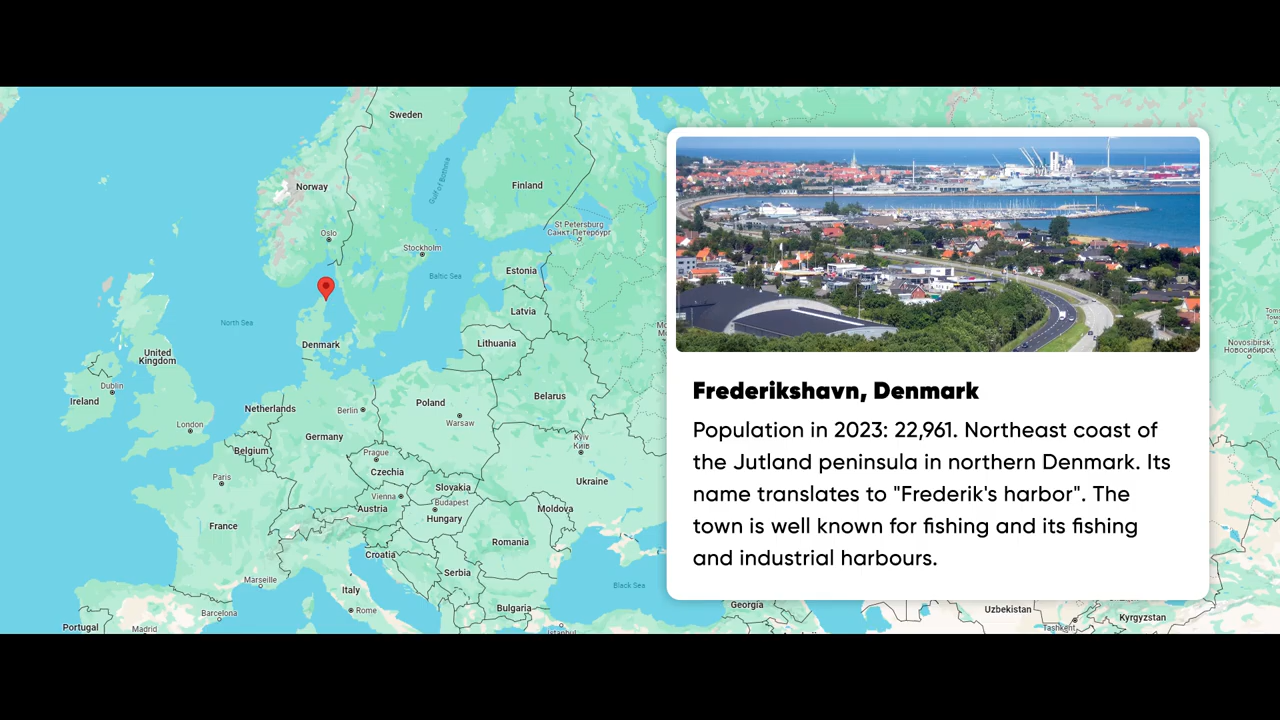 Sweden
Norway
Finland
Gulf of Bothnia
Oslo
Stockholm
St Petersburg
Санкт-Петербург
Baltic Sea
Estonia
North Sea
Latvia
Denmark
Lithuania
United
Kingdom
Dublin
Ireland
London
Netherlands
Berlin
Poland
Warsaw
Belarus
Germany
Belgium
Kyiv
Київ
Prague
Czechia
Paris
Ukraine
Slovakia
Vienna
Budapest
Austria
Hungary
Moldova
France
Romania
Croatia
Serbia
Marseille
Italy
Black Sea
Rome
Bulgaria
Barcelona
Portugal
Madrid
Istanbul
Georgia
Uzbekistan
Tashkent
Kyrgyzstan
Novosibirsk
Новосибирск
Frederikshavn, Denmark
Population in 2023: 22,961. Northeast coast of
the Jutland peninsula in northern Denmark. Its
name translates to "Frederik's harbor". The
town is well known for fishing and its fishing
and industrial harbours.